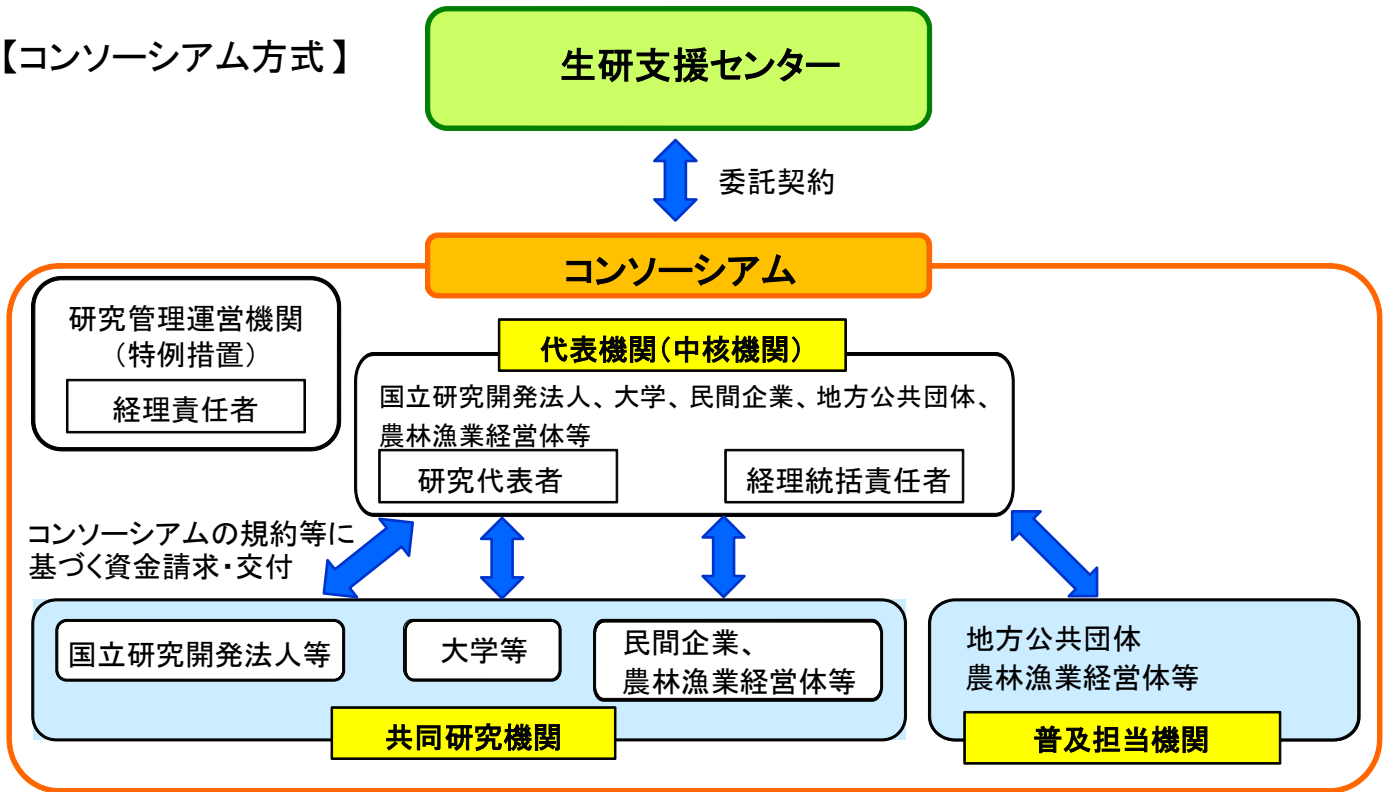 【コンソーシアム方式】
生研支援センター
委託契約
コンソーシアム
研究管理運営機関
（特例措置）
経理責任者
代表機関（中核機関）
国立研究開発法人、大学、民間企業、地方公共団体、
農林漁業経営体等
研究代表者
経理統括責任者
コンソーシアムの規約等に
基づく資金請求・交付
国立研究開発法人等
大学等
民間企業、
農林漁業経営体等
共同研究機関
地方公共団体
農林漁業経営体等
普及担当機関